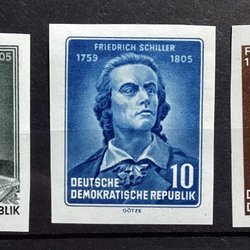 FRIEDRICH SCHILLER
1759 1805
10
DEUTSCHE
DEMOKRATISCHE REPUBLIK
GÖTZE